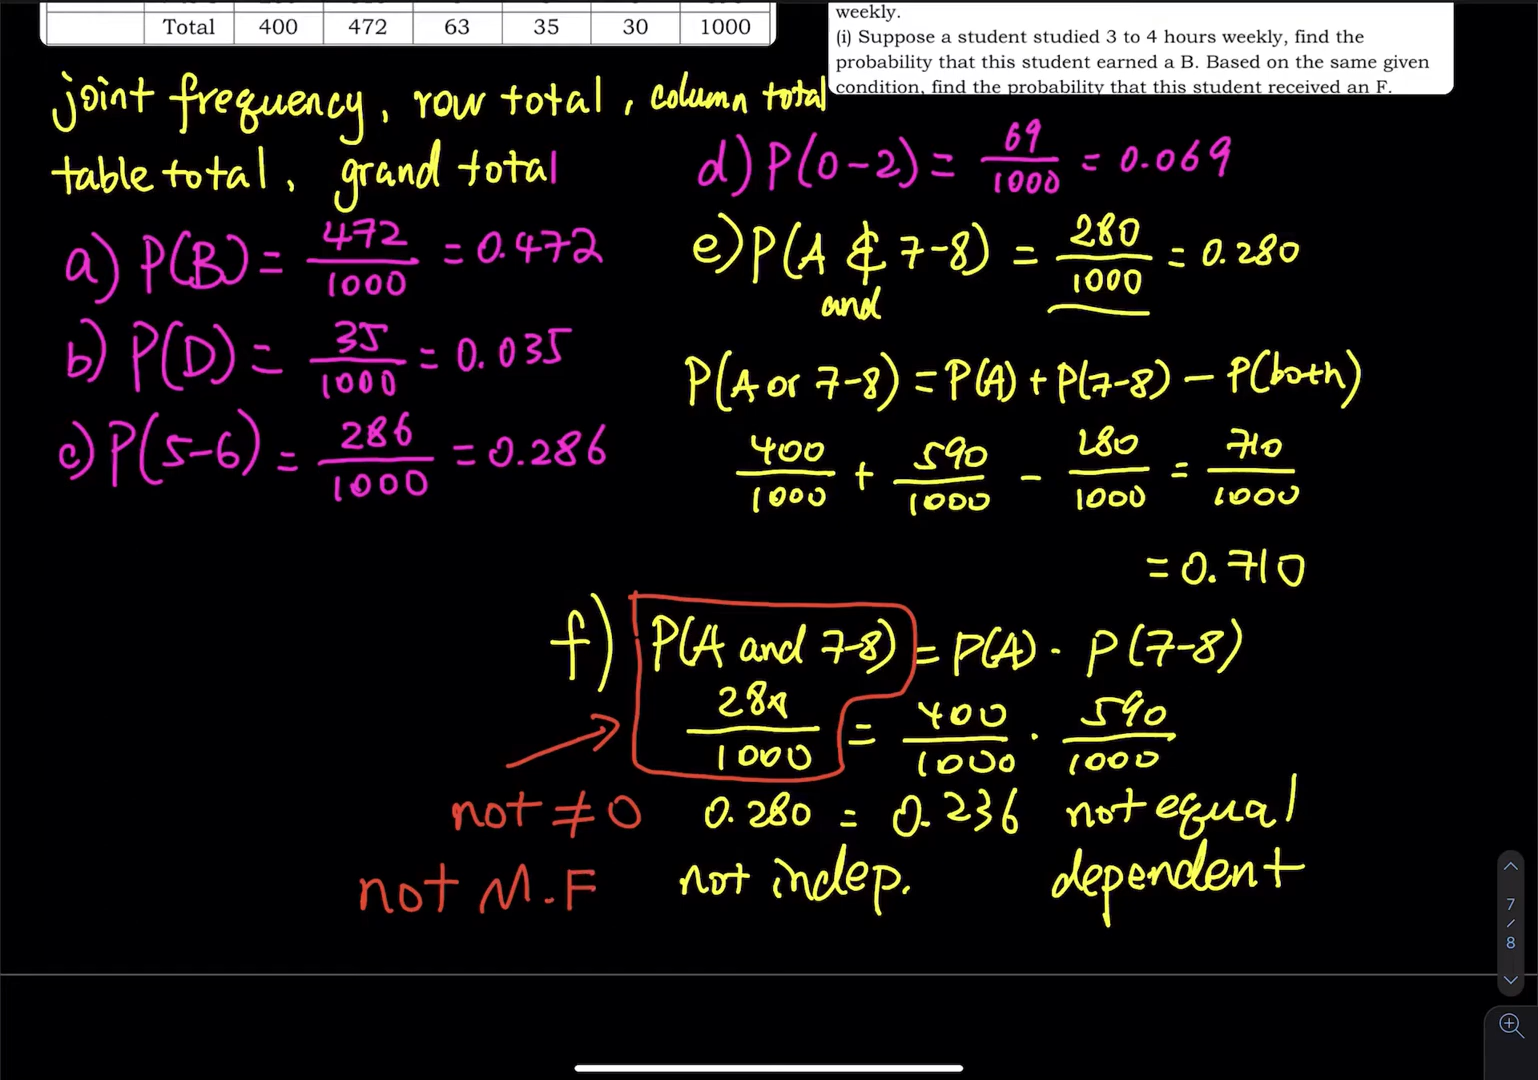 Total 400 472 63 35 30 1000
weekly.
(i) Suppose a student studied 3 to 4 hours weekly, find the
probability that this student earned a B. Based on the same given
condition, find the probability that this student received an F.
joint frequency, row total, column total
table total, grand total
a) P(B) = 472/1000 = 0.472
b) P(D) = 35/1000 = 0.035
c) P(5-6) = 286/1000 = 0.286
d) P(0-2) = 69/1000 = 0.069
e) P(A & 7-8) = 280/1000 = 0.280
and
P(A or 7-8) = P(A) + P(7-8) - P(both)
400/1000 + 590/1000 - 280/1000 = 710/1000
= 0.710
f) P(A and 7-8) = P(A) · P(7-8)
280/1000 = 400/1000 · 590/1000
not ≠ 0 0.280 = 0.236 not equal
not M.F not indep. dependent
7
/
8